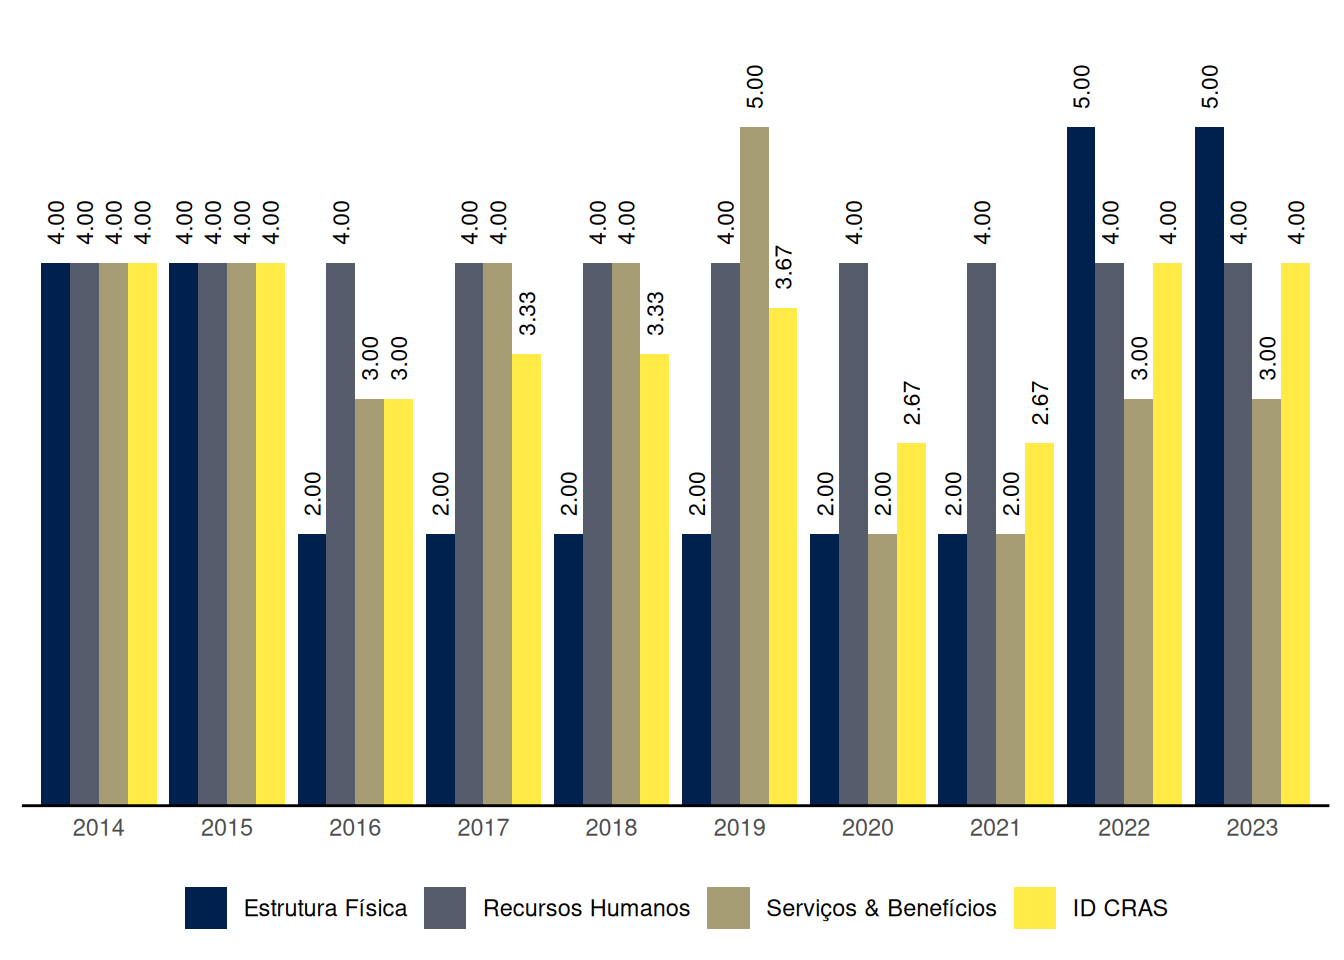 5.00 5.00 5.00
4.00 4.00 4.00 4.00 4.00 4.00 4.00 4.00 4.00 4.00 4.00 4.00 4.00 4.00 4.00 4.00 4.00 4.00 4.00 4.00 4.00
3.67
3.33 3.33
3.00 3.00 3.00 3.00
2.67 2.67
2.00 2.00 2.00 2.00 2.00 2.00 2.00 2.00
2014 2015 2016 2017 2018 2019 2020 2021 2022 2023
Estrutura Física Recursos Humanos Serviços & Benefícios ID CRAS